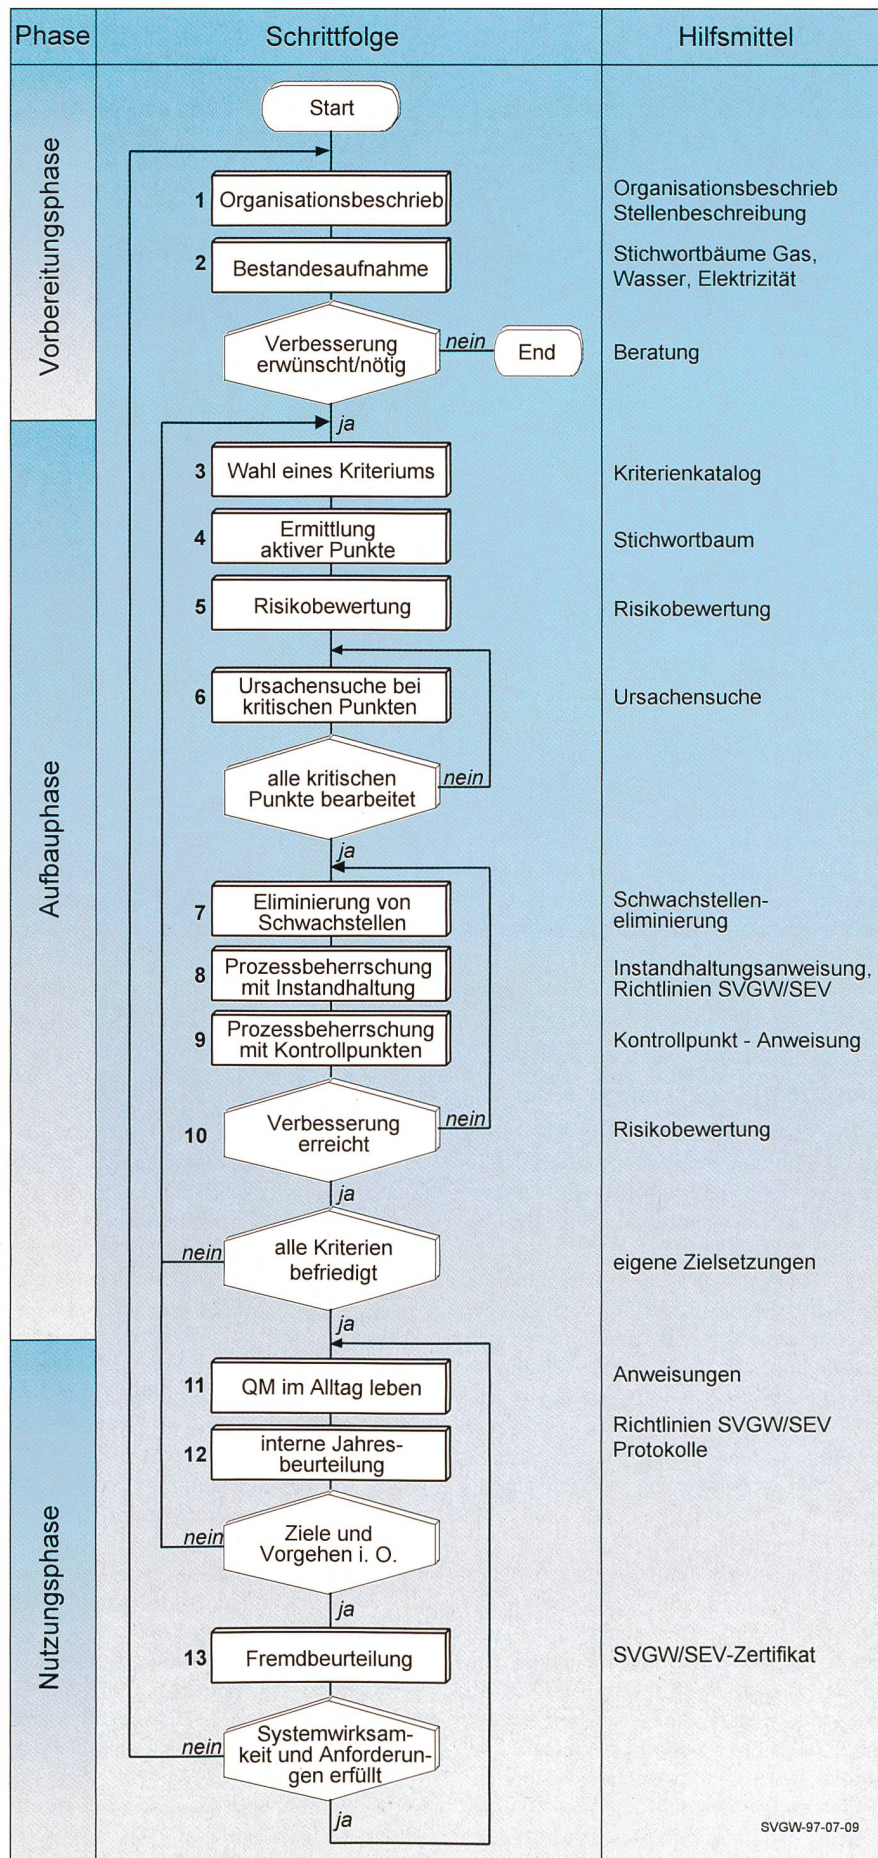 Phase
Schrittfolge
Hilfsmittel
Vorbereitungsphase
Start
1
Organisationsbeschrieb
Organisationsbeschrieb
Stellenbeschreibung
2
Bestandesaufnahme
Stichwortbäume Gas,
Wasser, Elektrizität
Verbesserung
erwünscht/nötig
nein
End
Beratung
ja
Aufbauphase
3
Wahl eines Kriteriums
Kriterienkatalog
4
Ermittlung
aktiver Punkte
Stichwortbaum
5
Risikobewertung
Risikobewertung
6
Ursachensuche bei
kritischen Punkten
Ursachensuche
alle kritischen
Punkte bearbeitet
nein
ja
7
Eliminierung von
Schwachstellen
Schwachstellen-
eliminierung
8
Prozessbeherrschung
mit Instandhaltung
Instandhaltungsanweisung,
Richtlinien SVGW/SEV
9
Prozessbeherrschung
mit Kontrollpunkten
Kontrollpunkt - Anweisung
10
Verbesserung
erreicht
nein
Risikobewertung
ja
nein
alle Kriterien
befriedigt
eigene Zielsetzungen
ja
Nutzungsphase
11
QM im Alltag leben
Anweisungen
12
interne Jahres-
beurteilung
Richtlinien SVGW/SEV
Protokolle
nein
Ziele und
Vorgehen i. O.
ja
13
Fremdbeurteilung
SVGW/SEV-Zertifikat
nein
Systemwirksam-
keit und Anforderun-
gen erfüllt
ja
SVGW-97-07-09